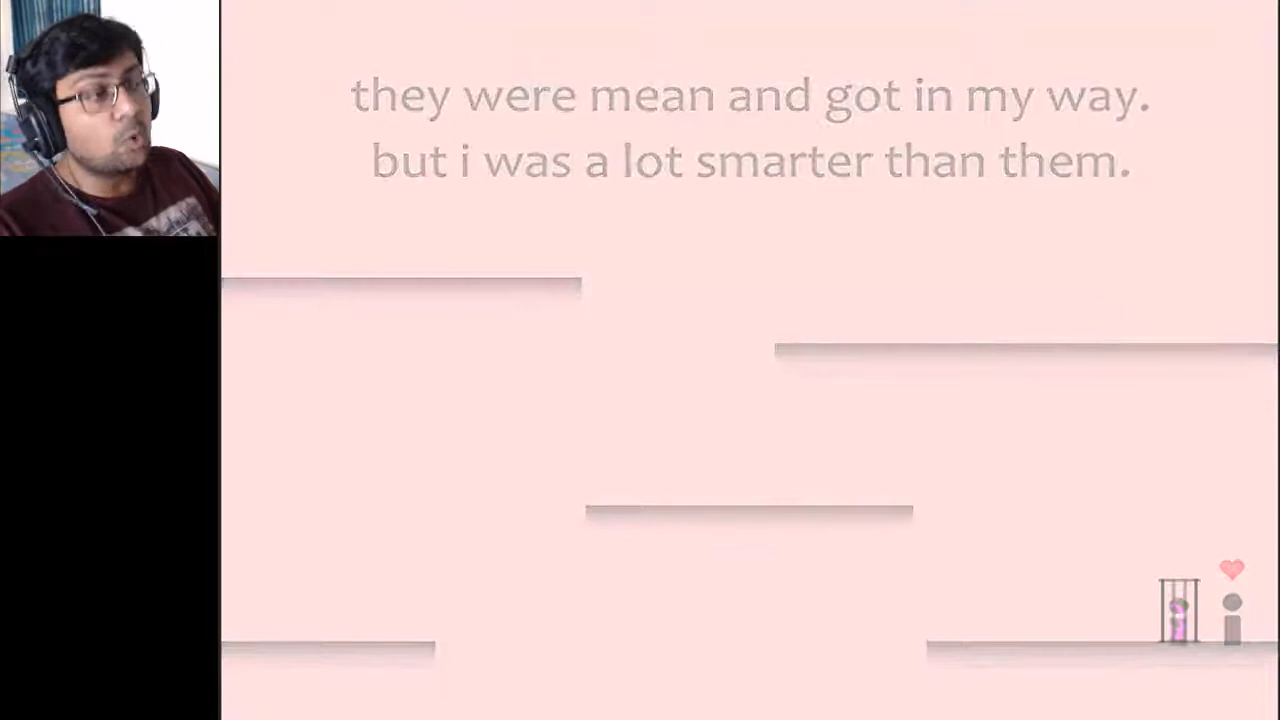 they were mean and got in my way.
but i was a lot smarter than them.